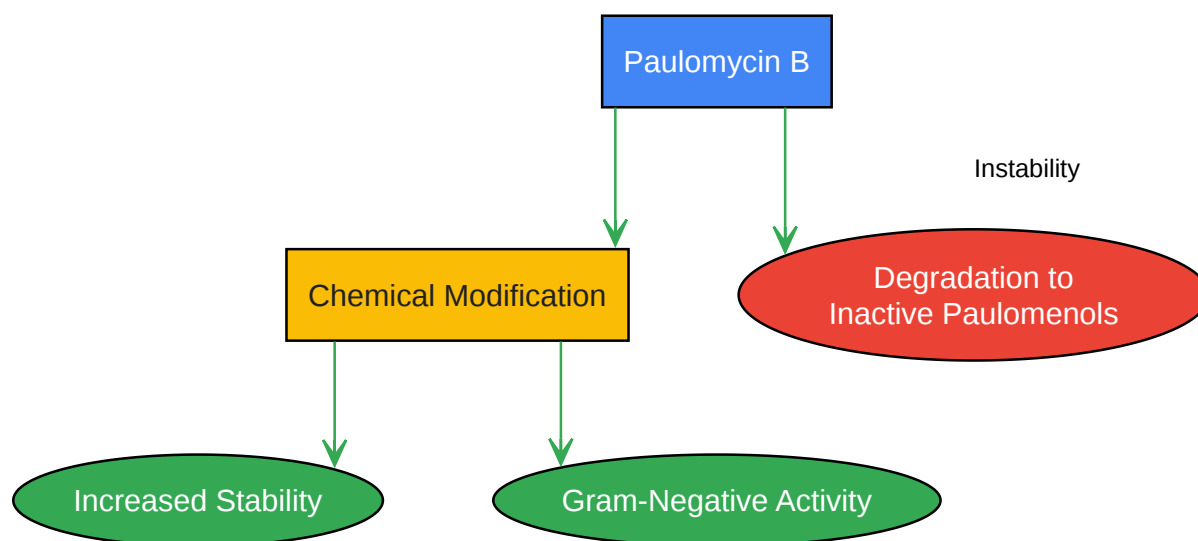 Paulomycin B
Instability
Chemical Modification
Degradation to
Inactive Paulomenols
Increased Stability
Gram-Negative Activity